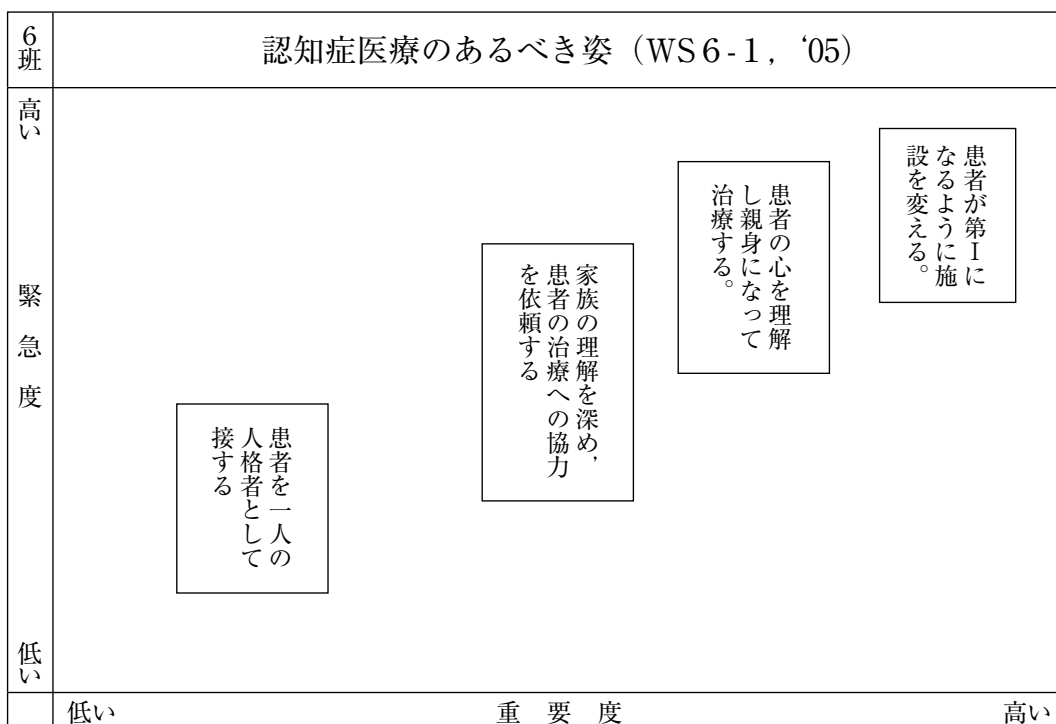 6班
認知症医療のあるべき姿（WS6-1，‘05）
高い
緊急度
低い
患者が第Ⅰに
なるように施
設を変える。
患者の心を理解
し親身になって
治療する。
家族の理解を深め，
患者の治療への協力
を依頼する
患者を一人の
人格者として
接する
低い
重要度
高い